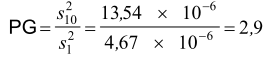 PG = s²₁₀ / s²₁ = 13,54 × 10⁻⁶ / 4,67 × 10⁻⁶ = 2,9